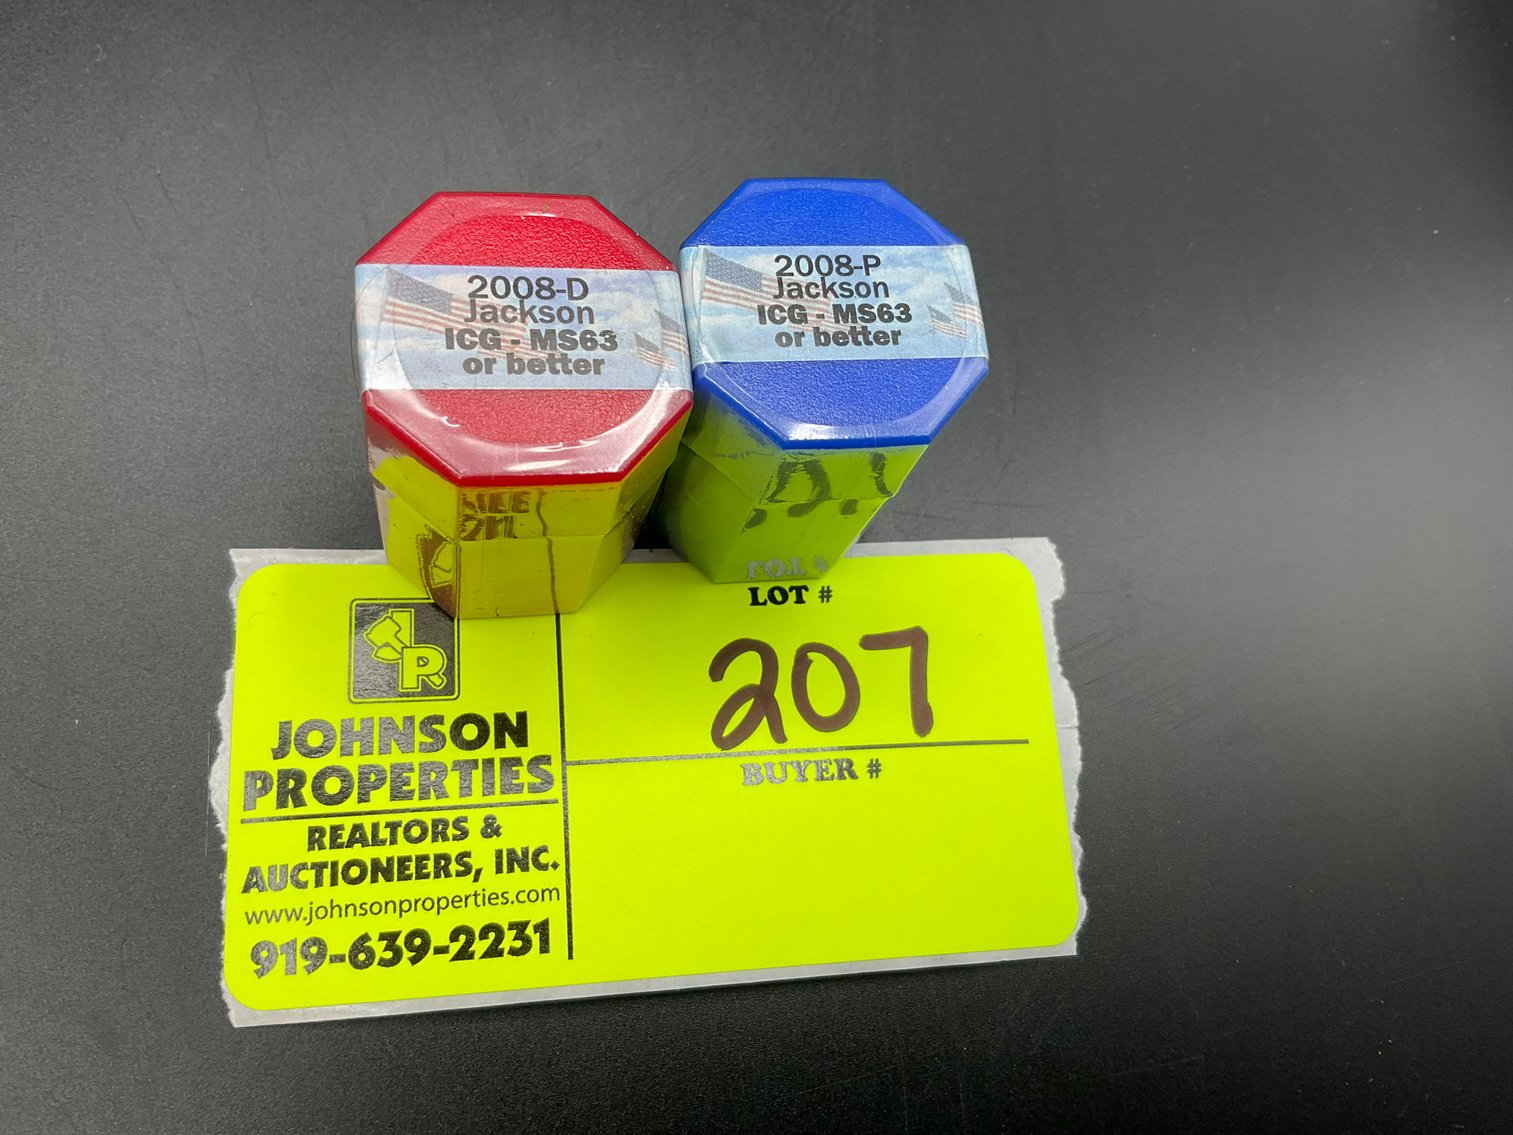 2008-D
Jackson
ICG - MS63
or better
2008-P
Jackson
ICG - MS63
or better
LOT #
207
BUYER #
JR
JOHNSON
PROPERTIES
REALTORS &
AUCTIONEERS, INC.
www.johnsonproperties.com
919-639-2231